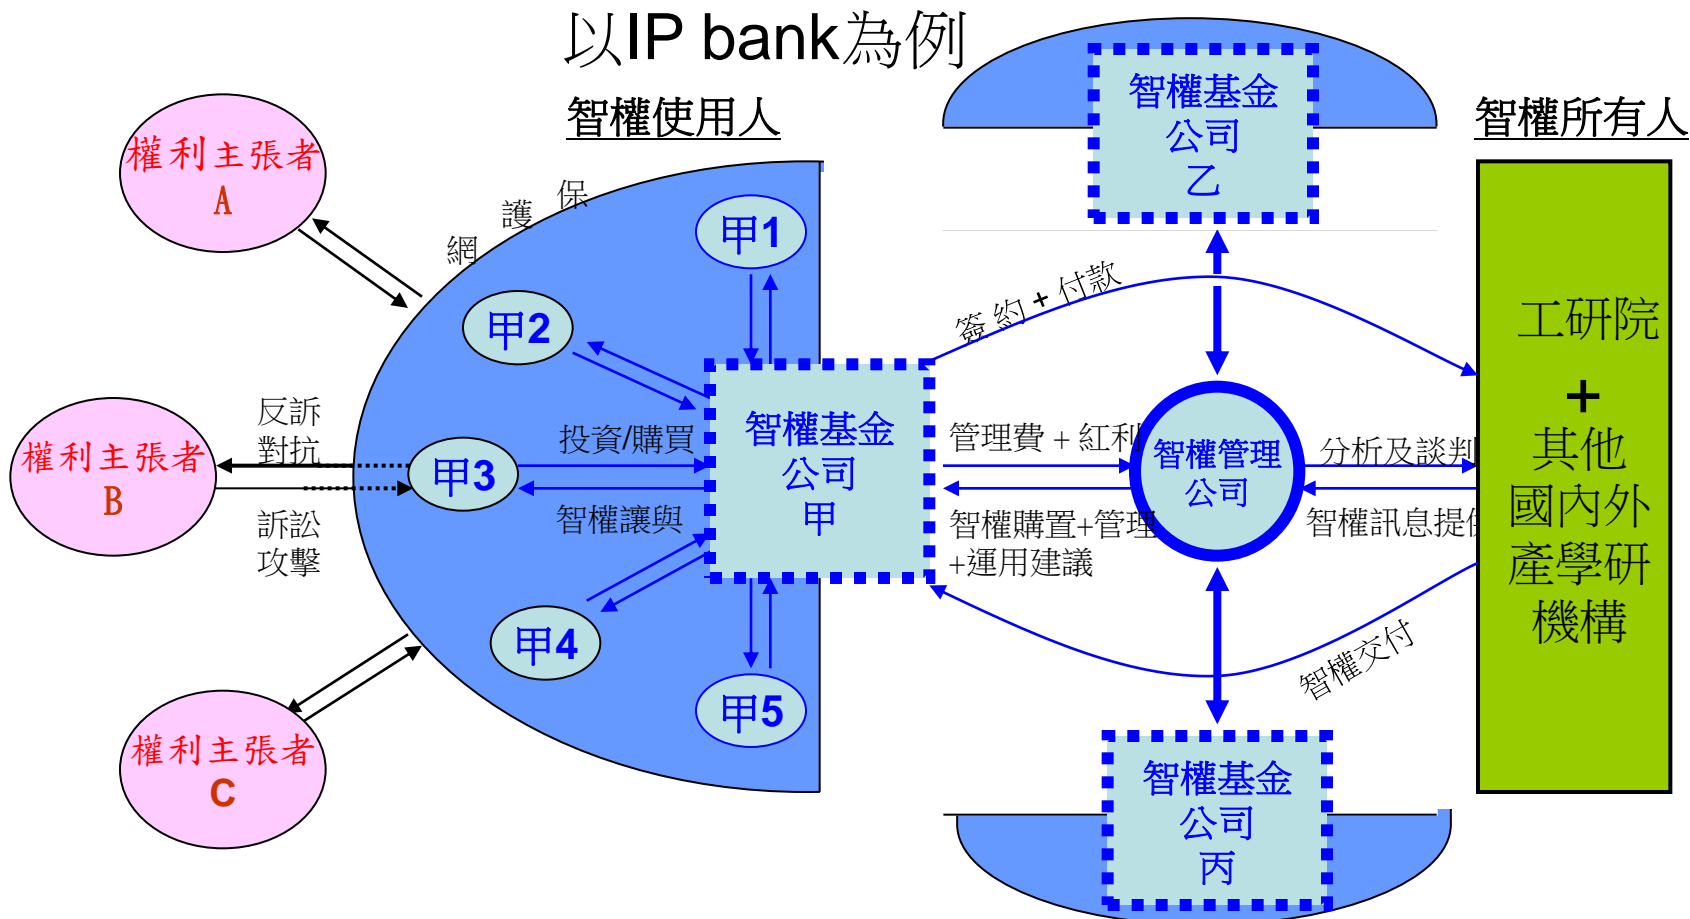 以IP bank為例
智權使用人
智權所有人
權利主張者
A
保
護
網
甲1
甲2
智權基金
公司
乙
簽約 + 付款
工研院
+
其他
國內外
產學研
機構
反訴
對抗
權利主張者
B
訴訟
攻擊
甲3
投資/購買
智權讓與
智權基金
公司
甲
管理費 + 紅利
智權購置+管理
+運用建議
智權管理
公司
分析及談判
智權訊息提供
甲4
甲5
智權交付
權利主張者
C
智權基金
公司
丙